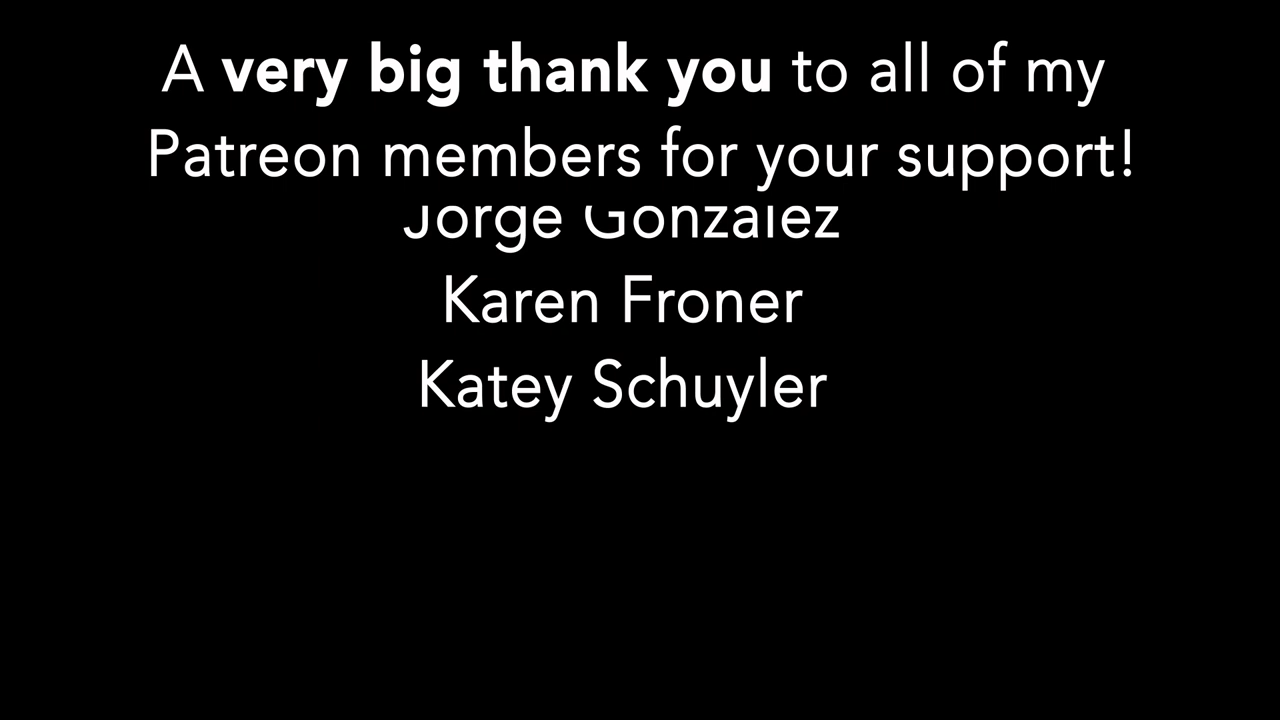 A very big thank you to all of my
Patreon members for your support!
Jorge Gonzalez
Karen Froner
Katey Schuyler